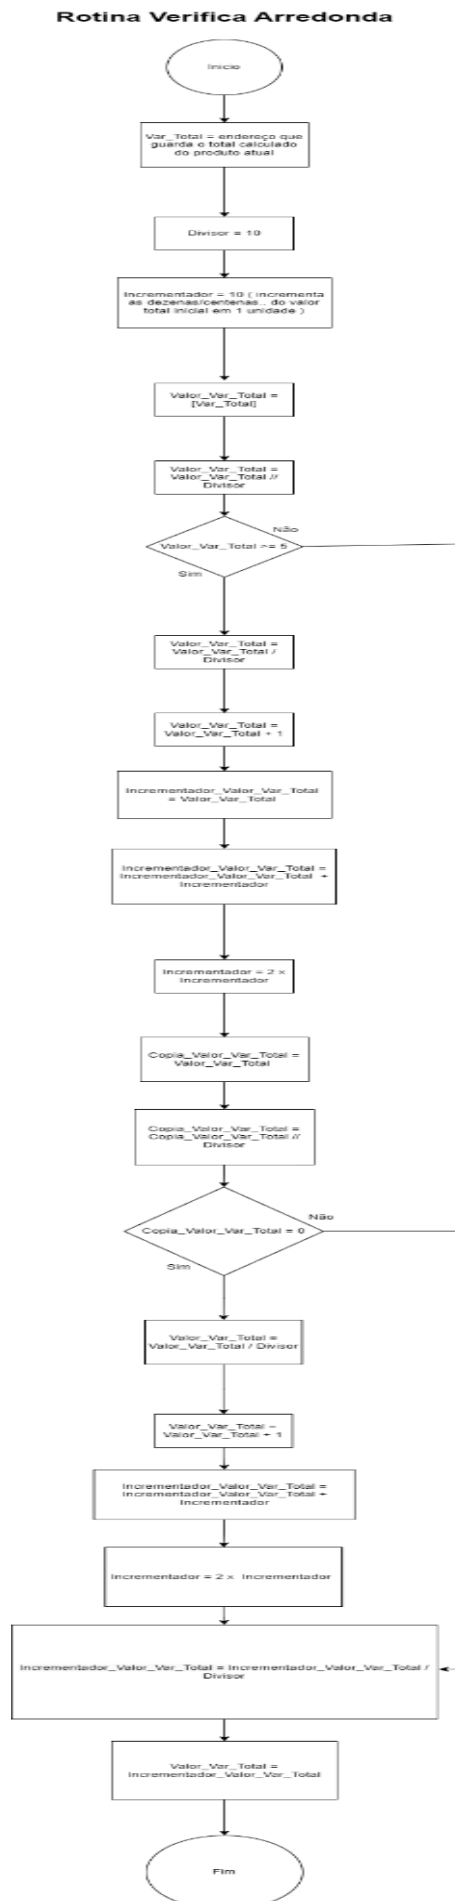 Rotina Verifica Arredonda
Início
Var_Total = endereço que
guarda o total calculado
do produto atual
Divisor = 10
Incrementador = 10 ( incrementa
as dezenas/centenas.. do valor
total inicial em 1 unidade )
Valor_Var_Total =
[Var_Total]
Valor_Var_Total =
Valor_Var_Total //
Divisor
Não
Valor_Var_Total >= 5
Sim
Valor_Var_Total =
Valor_Var_Total /
Divisor
Valor_Var_Total =
Valor_Var_Total + 1
Incrementador_Valor_Var_Total
= Valor_Var_Total
Incrementador_Valor_Var_Total =
Incrementador_Valor_Var_Total +
Incrementador
Incrementador = 2 x
Incrementador
Copia_Valor_Var_Total =
Valor_Var_Total
Copia_Valor_Var_Total =
Copia_Valor_Var_Total //
Divisor
Não
Copia_Valor_Var_Total = 0
Sim
Valor_Var_Total =
Valor_Var_Total / Divisor
Valor_Var_Total =
Valor_Var_Total + 1
Incrementador_Valor_Var_Total =
Incrementador_Valor_Var_Total +
Incrementador
Incrementador = 2 x Incrementador
Incrementador_Valor_Var_Total = Incrementador_Valor_Var_Total /
Divisor
Valor_Var_Total =
Incrementador_Valor_Var_Total
Fim